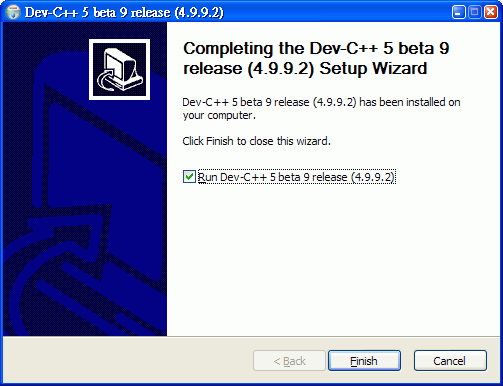 Dev-C++ 5 beta 9 release (4.9.9.2)
Completing the Dev-C++ 5 beta 9
release (4.9.9.2) Setup Wizard
Dev-C++ 5 beta 9 release (4.9.9.2) has been installed on
your computer.
Click Finish to close this wizard.
Run Dev-C++ 5 beta 9 release (4.9.9.2)
< Back
Finish
Cancel